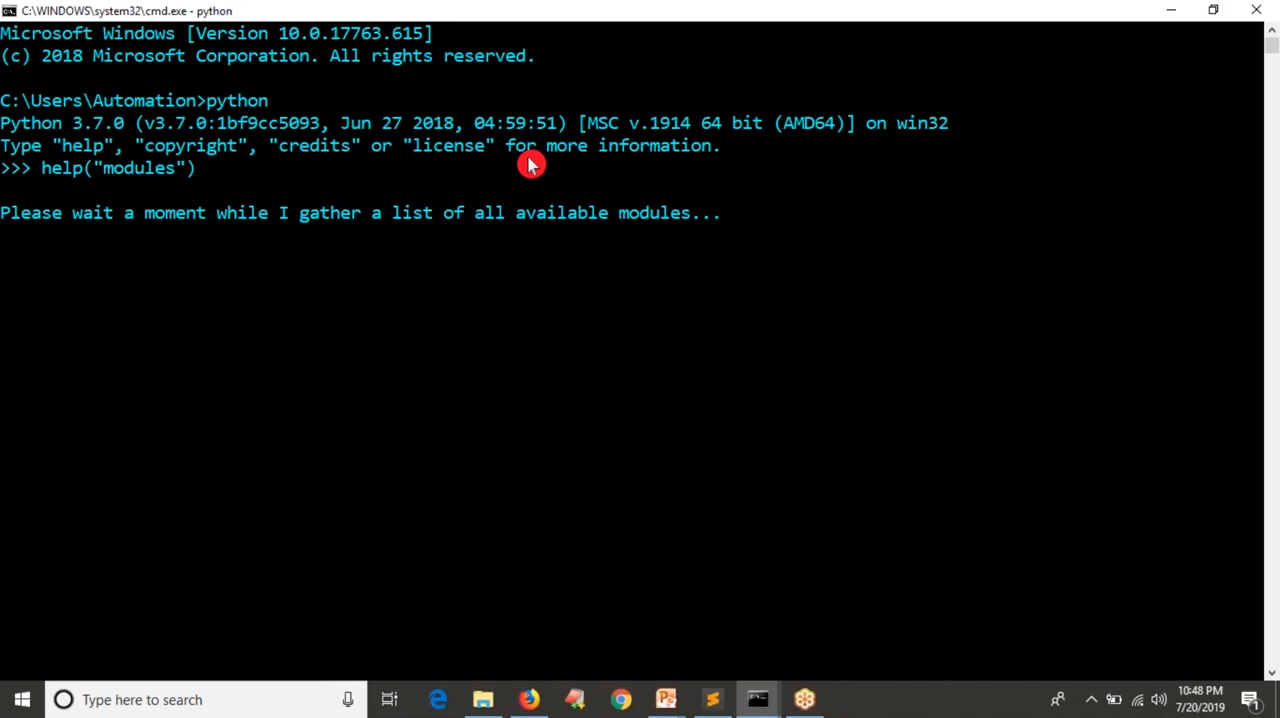 C:\WINDOWS\system32\cmd.exe - python
Microsoft Windows [Version 10.0.17763.615]
(c) 2018 Microsoft Corporation. All rights reserved.
C:\Users\Automation>python
Python 3.7.0 (v3.7.0:1bf9cc5093, Jun 27 2018, 04:59:51) [MSC v.1914 64 bit (AMD64)] on win32
Type "help", "copyright", "credits" or "license" for more information.
>>> help("modules")
Please wait a moment while I gather a list of all available modules...
Type here to search
10:48 PM
7/20/2019